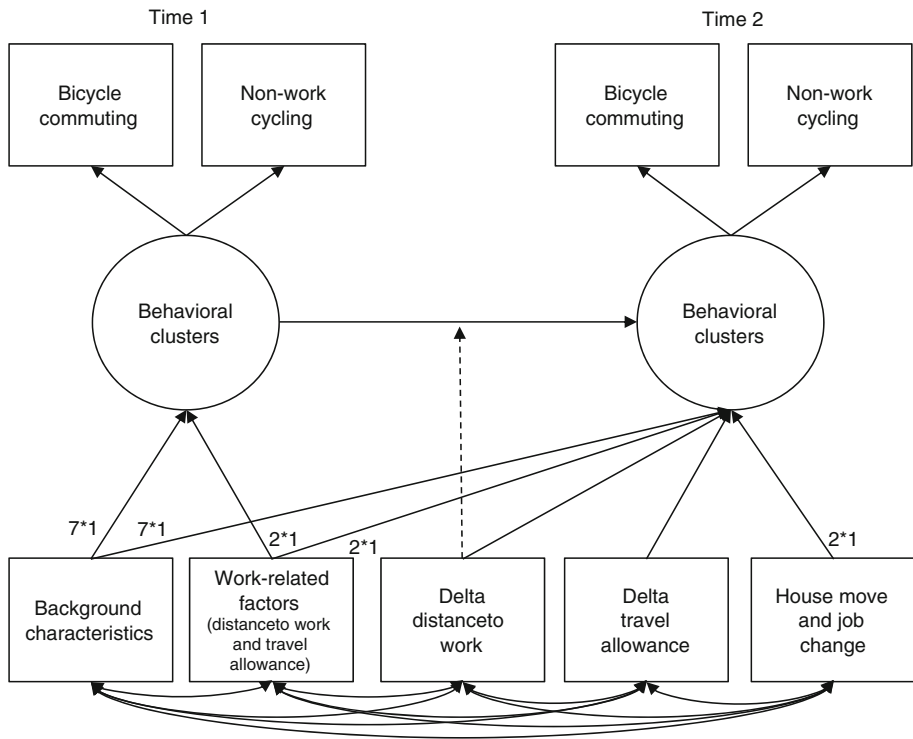 Time 1
Time 2
Bicycle
commuting
Non-work
cycling
Bicycle
commuting
Non-work
cycling
Behavioral
clusters
Behavioral
clusters
7*1
7*1
2*1
2*1
2*1
Background
characteristics
Work-related
factors
(distanceto work
and travel
allowance)
Delta
distanceto
work
Delta
travel
allowance
House move
and job
change